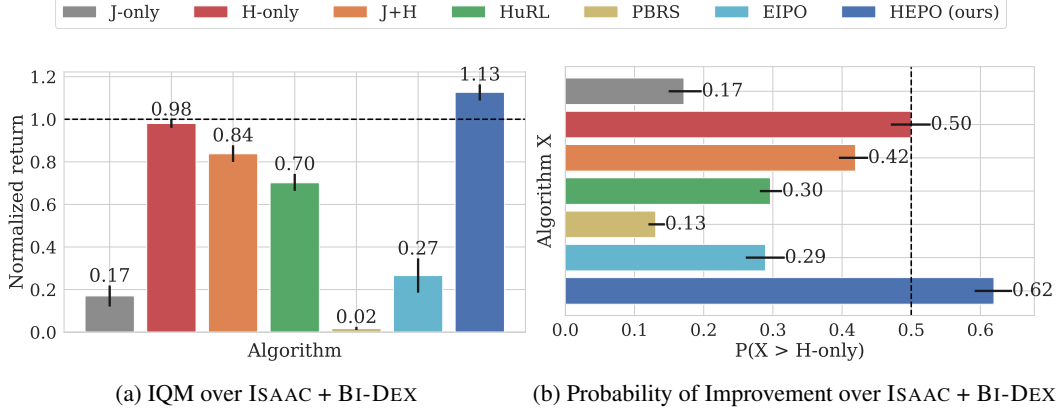 J-only H-only J+H HuRL PBRS EIPO HEPO (ours)
Normalized return
1.2
1.0
0.8
0.6
0.4
0.2
0.0
0.17
0.98
0.84
0.70
0.02
0.27
1.13
Algorithm
(a) IQM over ISAAC + BI-DEX
Algorithm X
0.17
0.50
0.42
0.30
0.13
0.29
0.62
0.0 0.1 0.2 0.3 0.4 0.5 0.6
P(X > H-only)
(b) Probability of Improvement over ISAAC + BI-DEX